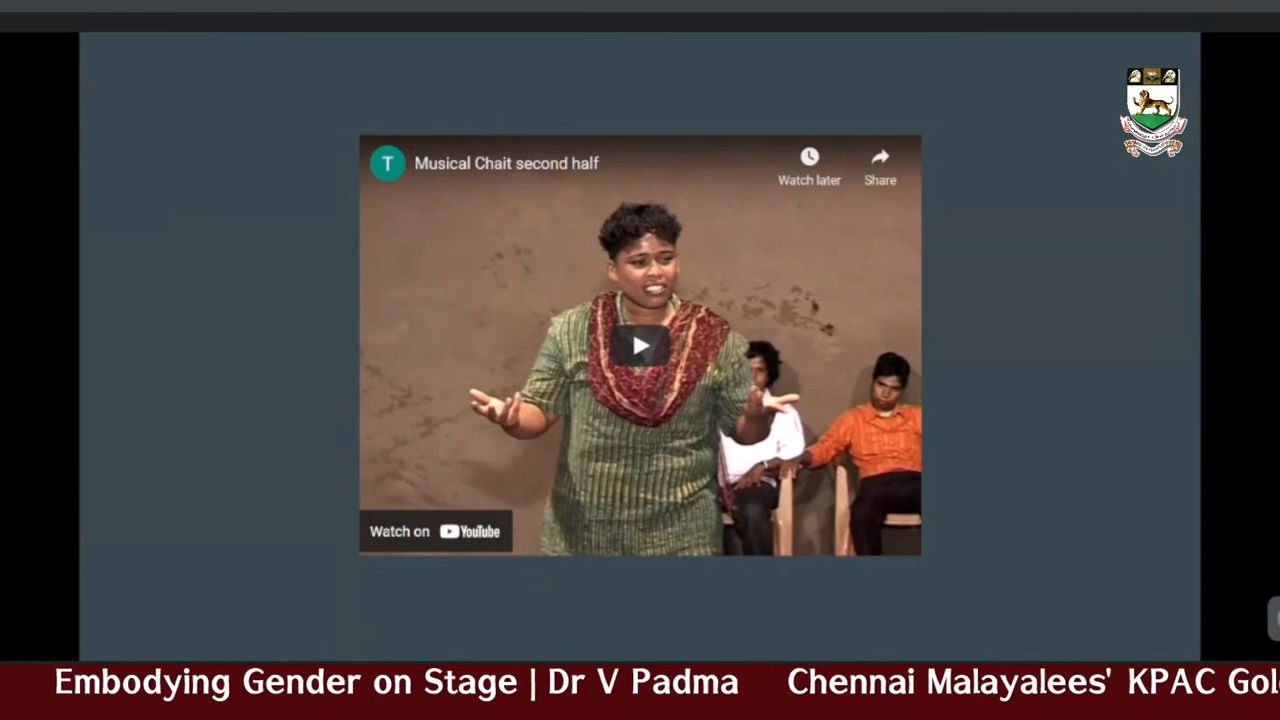 T
Musical Chait second half
Watch later
Share
Watch on YouTube
Embodying Gender on Stage | Dr V Padma Chennai Malayalees' KPAC Gol